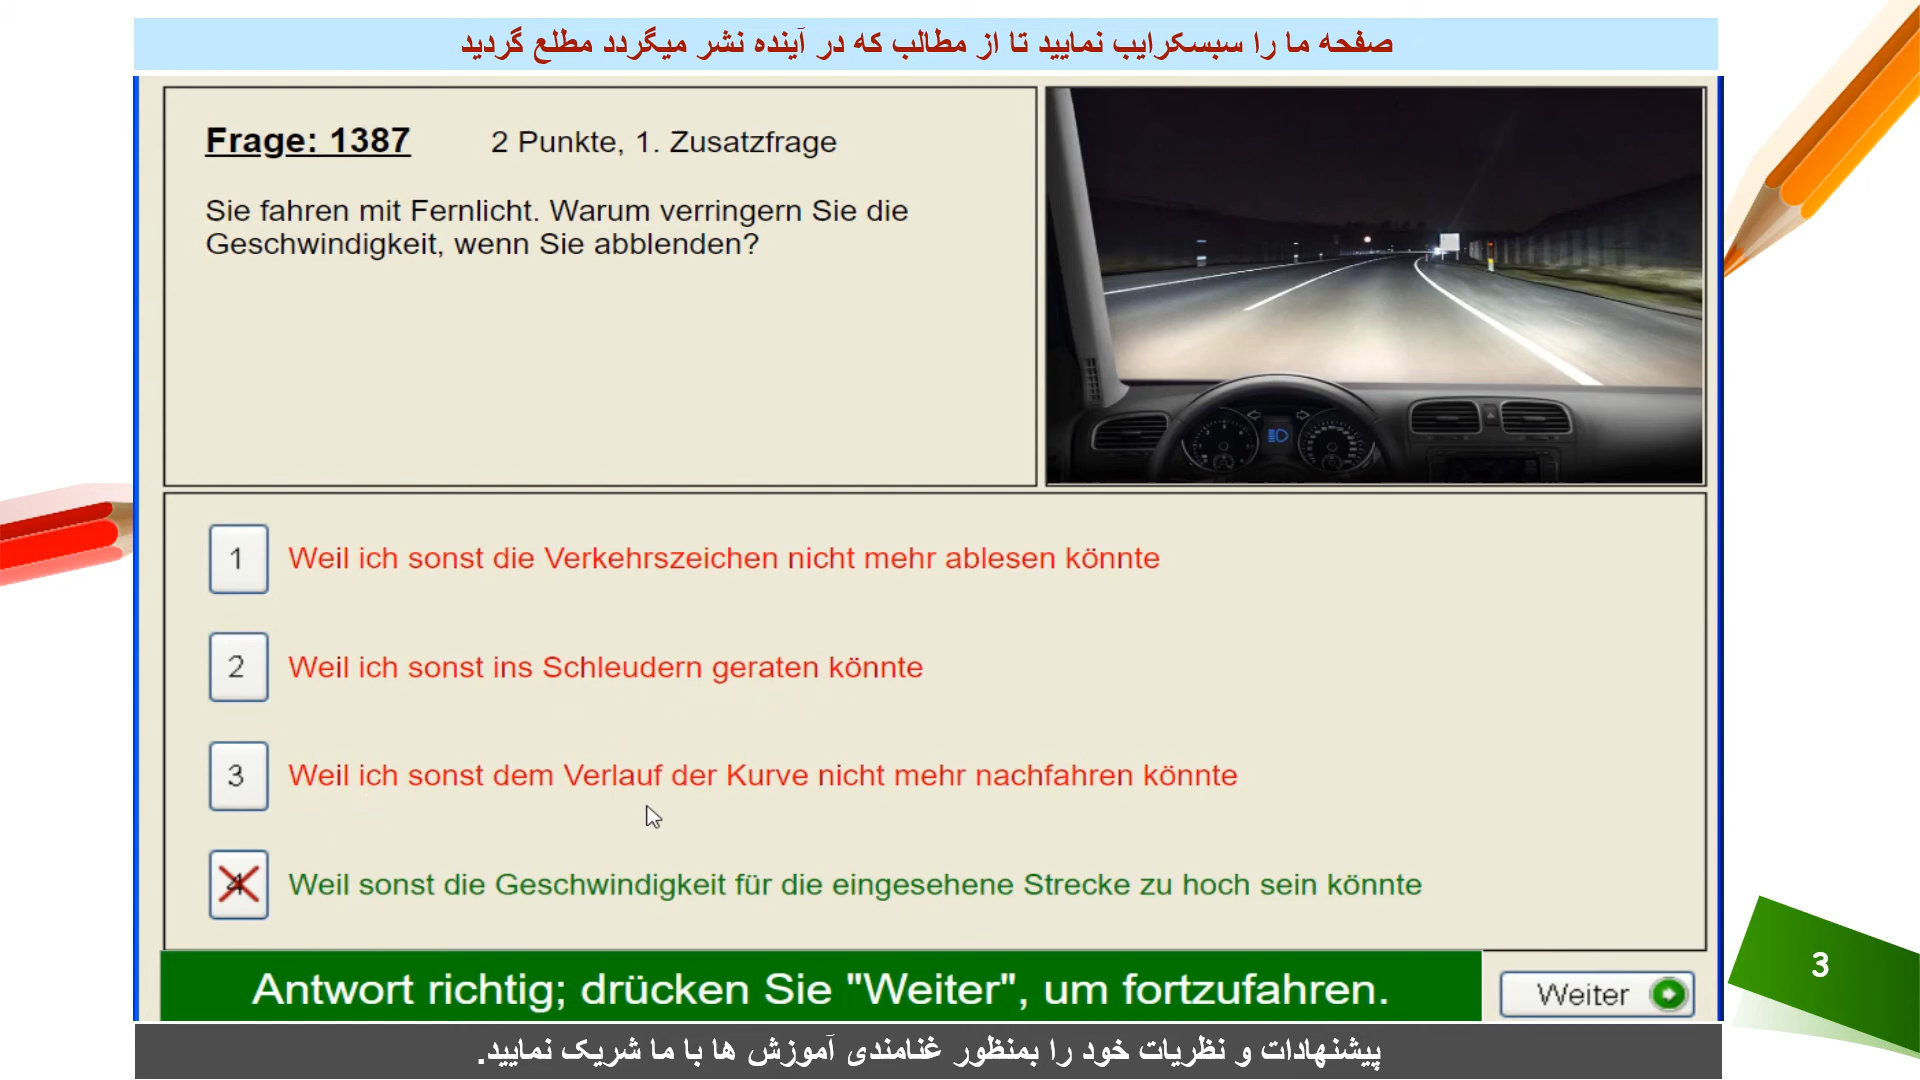 صفحه ما را سبسکرایب نمایید تا از مطالب که در آینده نشر میگردد مطلع گردید
Frage: 1387 2 Punkte, 1. Zusatzfrage
Sie fahren mit Fernlicht. Warum verringern Sie die
Geschwindigkeit, wenn Sie abblenden?
1 Weil ich sonst die Verkehrszeichen nicht mehr ablesen könnte
2 Weil ich sonst ins Schleudern geraten könnte
3 Weil ich sonst dem Verlauf der Kurve nicht mehr nachfahren könnte
4 Weil sonst die Geschwindigkeit für die eingesehene Strecke zu hoch sein könnte
Antwort richtig; drücken Sie "Weiter", um fortzufahren.
Weiter
3
پیشنهادات و نظریات خود را بمنظور غنامندی آموزش ها با ما شریک نمایید.